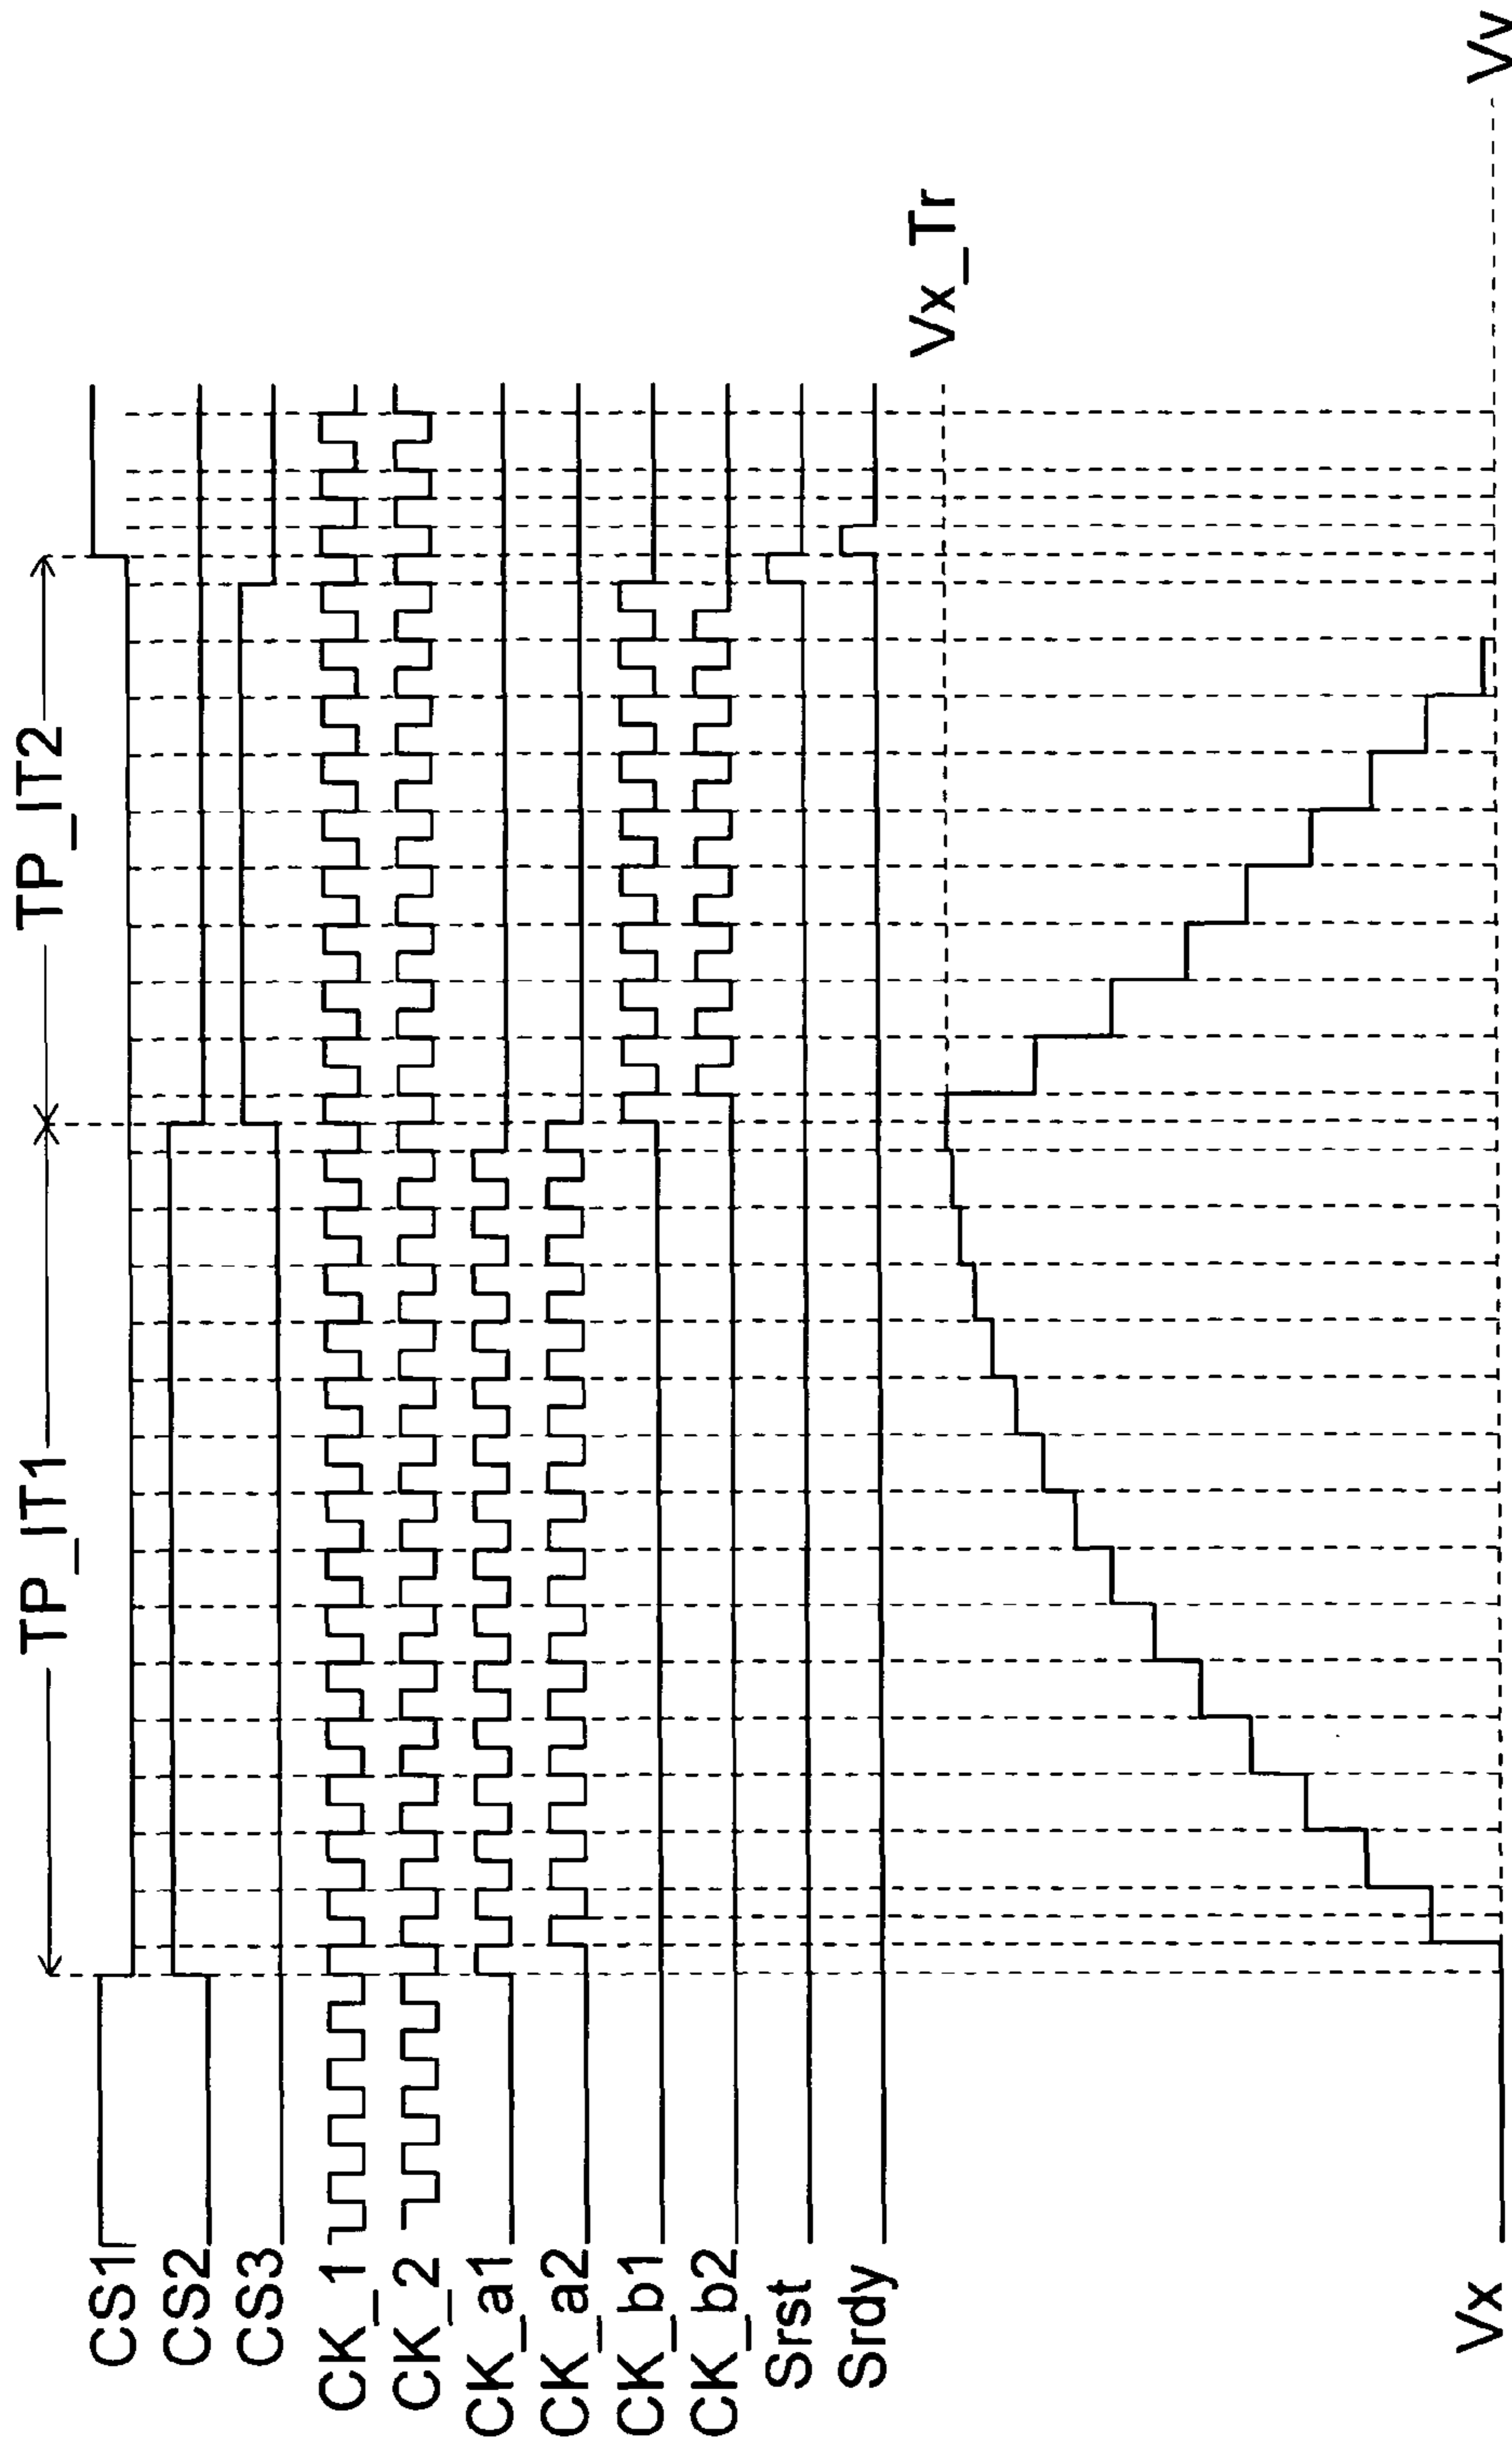 TP_IT1
TP_IT2
CS1
CS2
CS3
CK_1
CK_2
CK_a1
CK_a2
CK_b1
CK_b2
Srst
Srdy
Vx_Tr
Vx
Vv